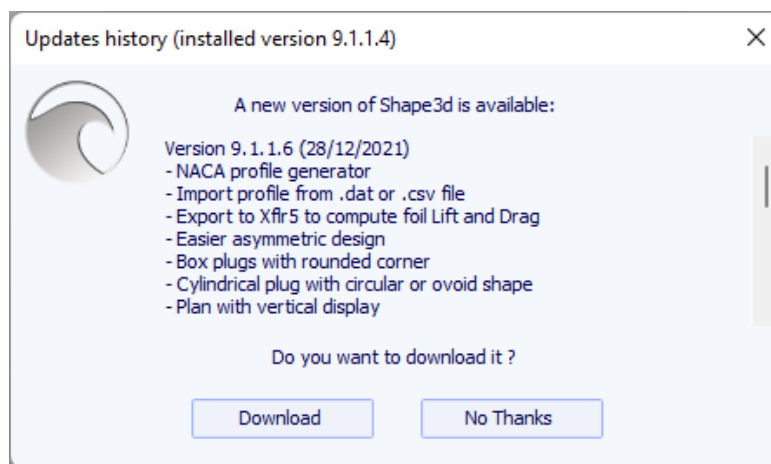 Updates history (installed version 9.1.1.4)
A new version of Shape3d is available:
Version 9.1.1.6 (28/12/2021)
- NACA profile generator
- Import profile from .dat or .csv file
- Export to Xflr5 to compute foil Lift and Drag
- Easier asymmetric design
- Box plugs with rounded corner
- Cylindrical plug with circular or ovoid shape
- Plan with vertical display
Do you want to download it ?
Download
No Thanks